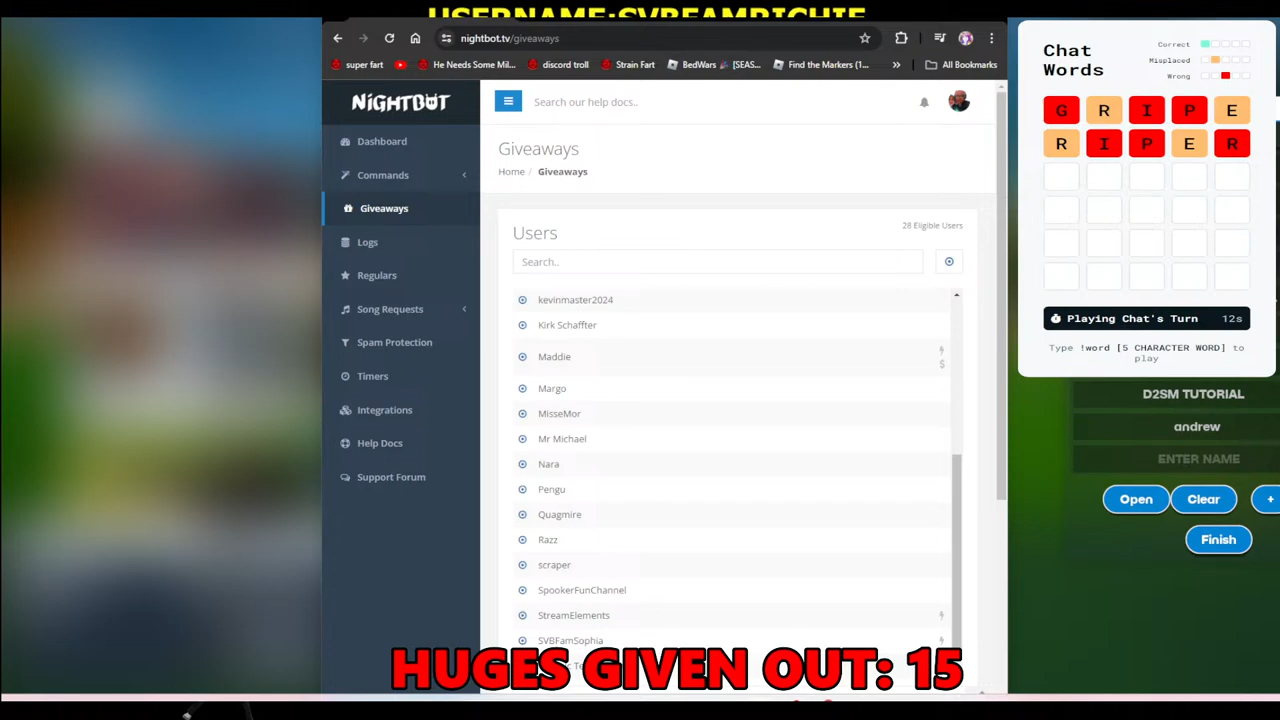 USERNAME:SVBFAMRICHIE
nightbot.tv/giveaways
super fart
He Needs Some Mil...
discord troll
Strain Fart
BedWars ⚔️ [SEAS...
Find the Markers (1...
»
All Bookmarks
NIGHTBOT
Search our help docs..
Dashboard
Commands
Giveaways
Logs
Regulars
Song Requests
Spam Protection
Timers
Integrations
Help Docs
Support Forum
Giveaways
Home / Giveaways
Users
28 Eligible Users
Search..
kevinmaster2024
Kirk Schaffter
Maddie
$
Margo
MisseMor
Mr Michael
Nara
Pengu
Quagmire
Razz
scraper
SpookerFunChannel
StreamElements
SVBFamSophia
HUGES GIVEN OUT: 15
Chat
Words
Correct
Misplaced
Wrong
G R I P E
R I P E R
Playing Chat's Turn 12s
Type !word [5 CHARACTER WORD] to
play
D2SM TUTORIAL
andrew
ENTER NAME
Open Clear +
Finish